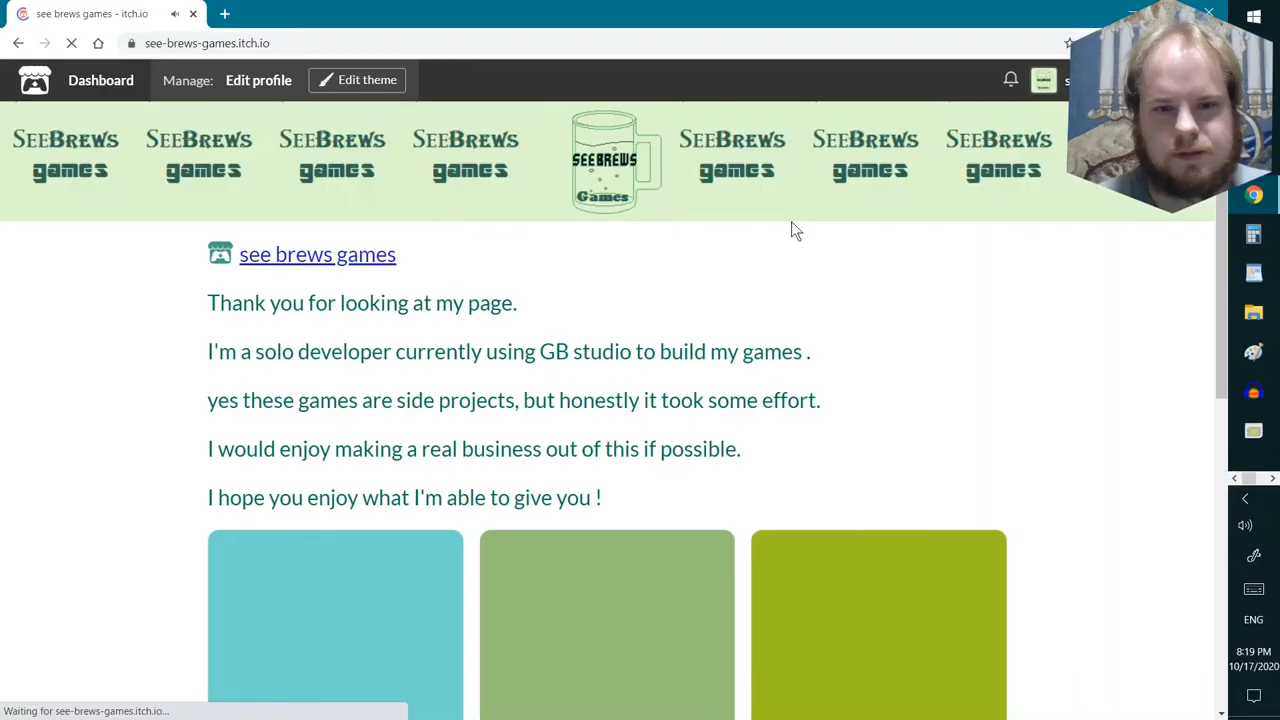 see brews games - itch.io
see-brews-games.itch.io
Dashboard
Manage:
Edit profile
Edit theme
SEEBREWS games
SEEBREWS games
SEEBREWS games
SEEBREWS games
SEEBREWS Games
SEEBREWS games
SEEBREWS games
SEEBREWS games
see brews games
Thank you for looking at my page.
I'm a solo developer currently using GB studio to build my games .
yes these games are side projects, but honestly it took some effort.
I would enjoy making a real business out of this if possible.
I hope you enjoy what I'm able to give you !
Waiting for see-brews-games.itch.io...
ENG
8:19 PM
10/17/2020